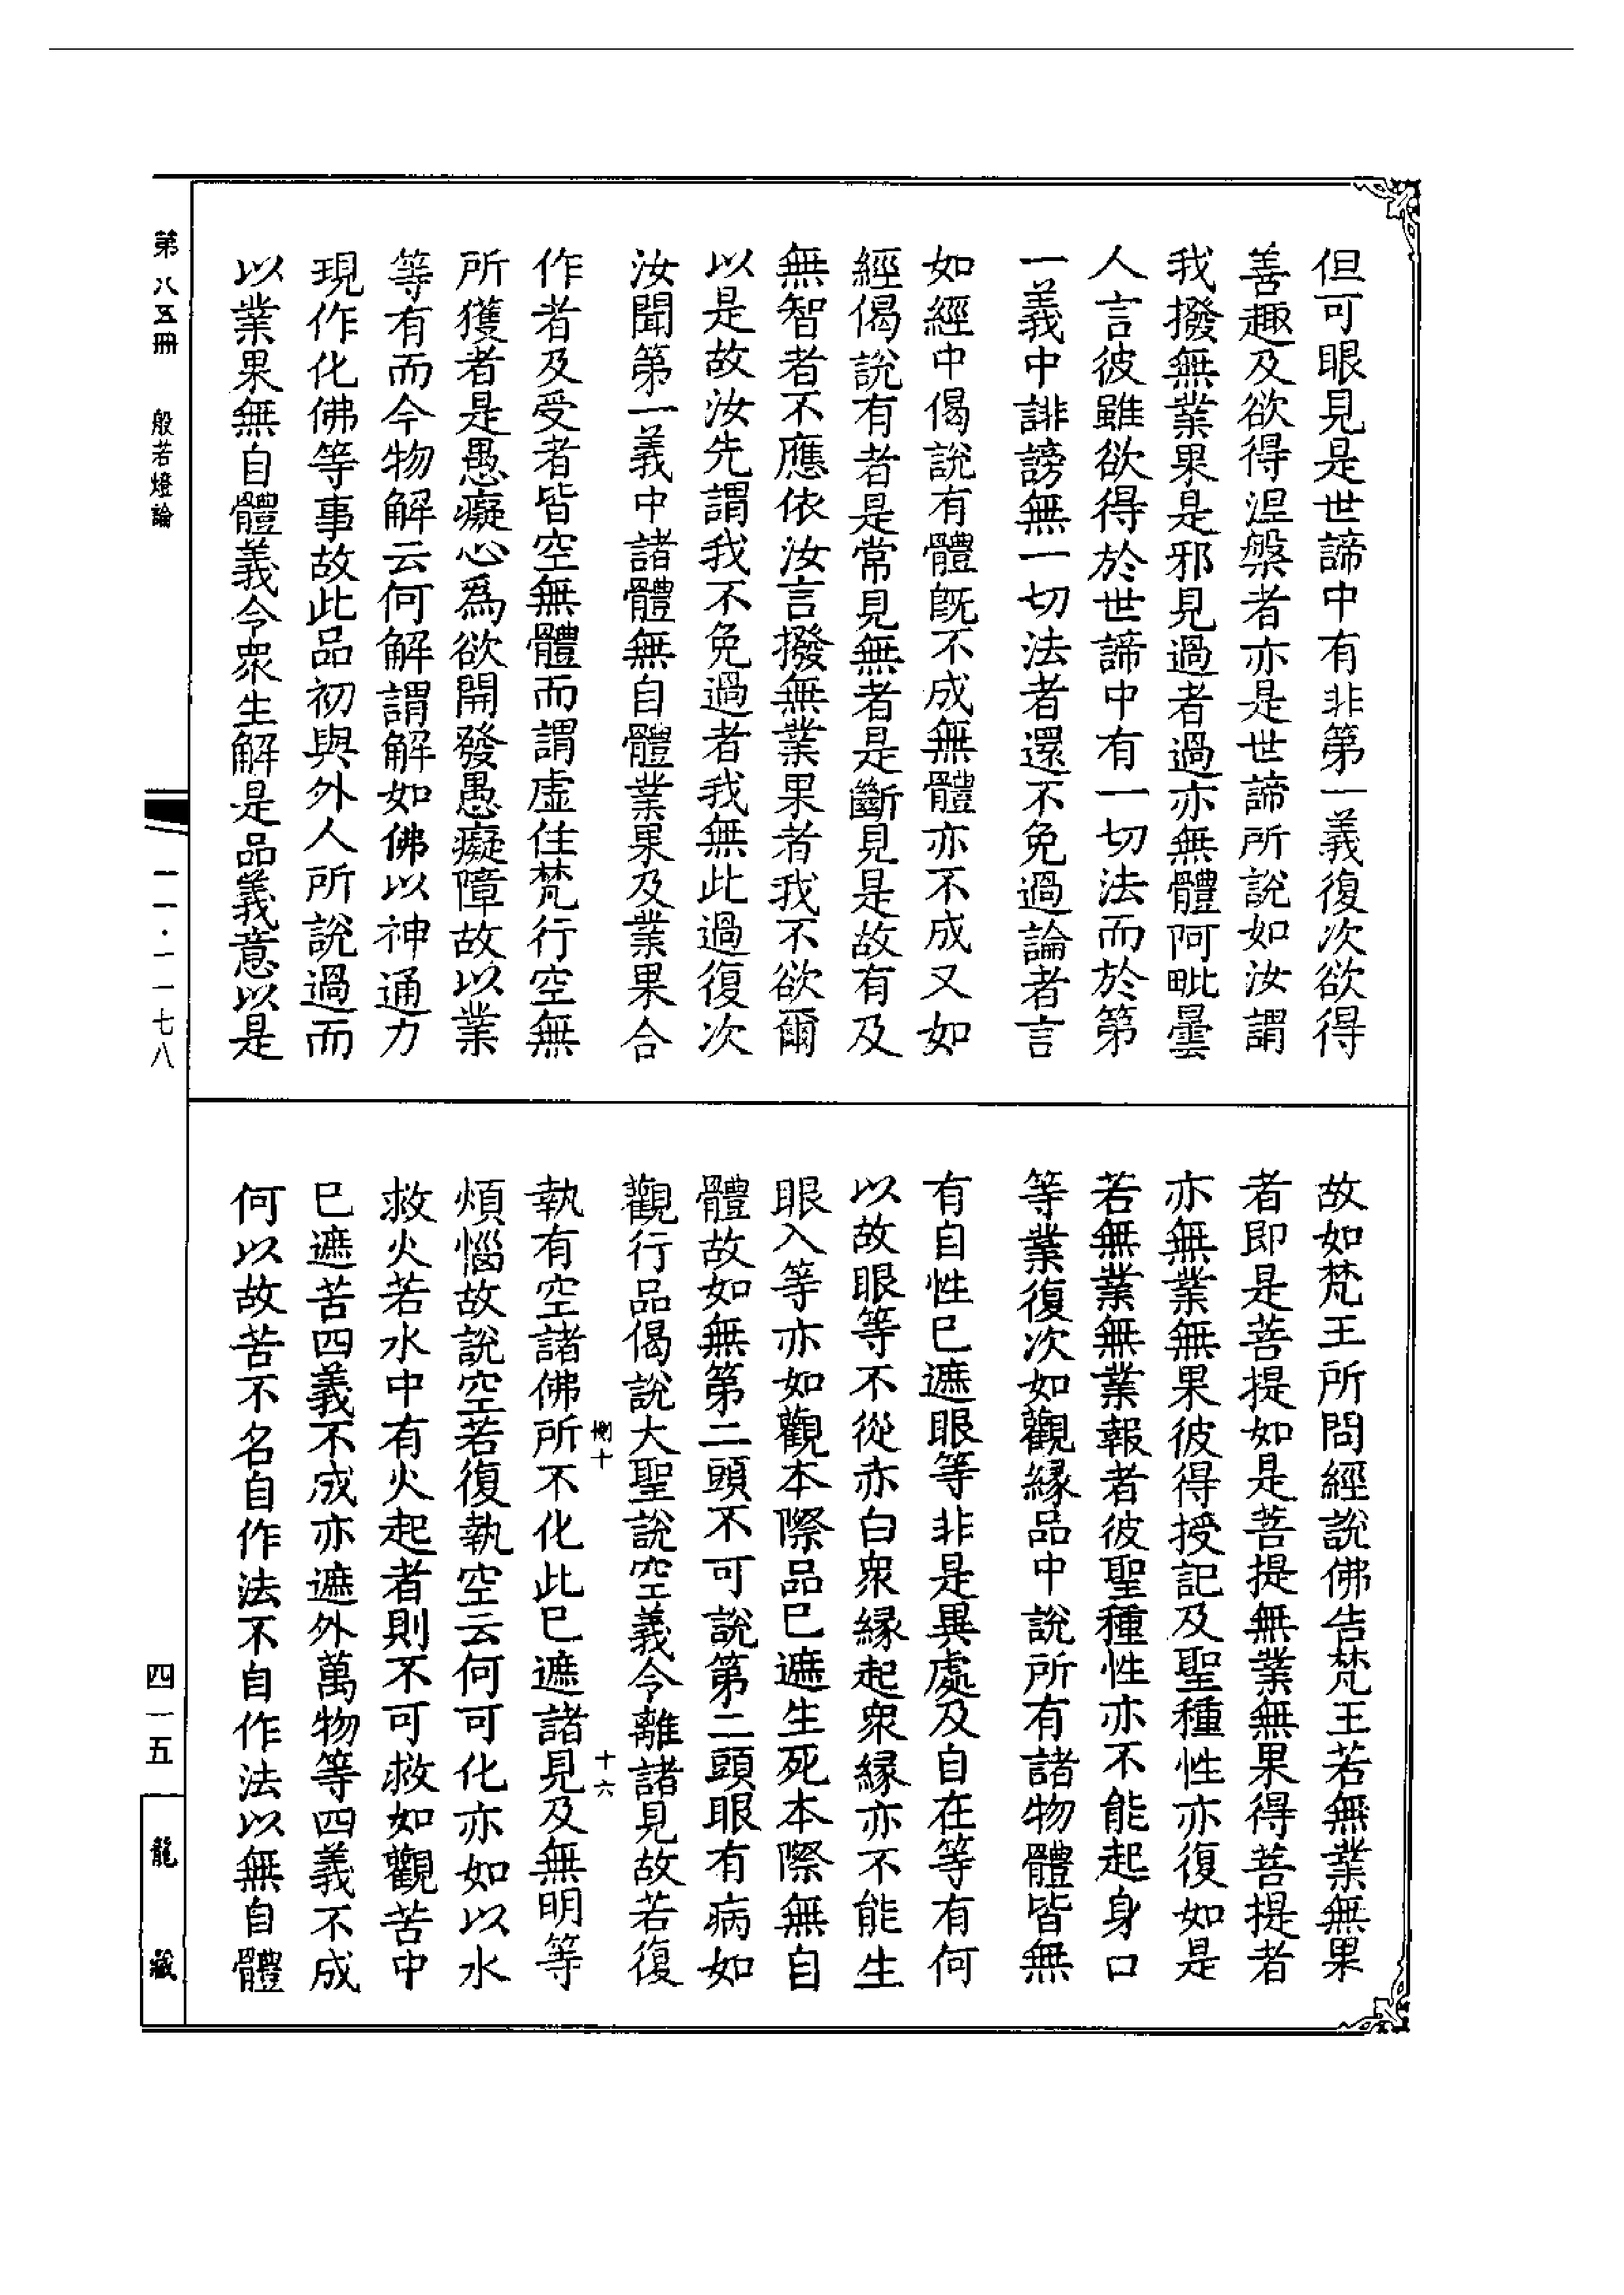 但可眼見是世諦中有非第一義復次欲得
善趣及欲得涅槃者亦是世諦所說如汝謂
我撥無業果是邪見過者過亦無體阿毗曇
人言彼雖欲得於世諦中有一切法而於第
一義中誹謗無一切法者還不免過論者言
如經中偈說有體旣不成無體亦不成又如
經偈說有者是常見無者是斷見是故有及
無智者不應依汝言撥無業果者我不欲爾
以是故汝先謂我不免過者我無此過復次
汝聞第一義中諸體無自體業果及業果合
作者及受者皆空無體而謂虛住梵行空無
所獲者是愚癡心爲欲開發愚癡障故以業
等有而今物解云何解謂解如佛以神通力
現作化佛等事故此品初與外人所說過而
以業果無自體義令衆生解是品義意以是
故如梵王所問經說佛告梵王若無業無果
者即是菩提如是菩提無業無果得菩提者
亦無業無果彼得授記及聖種性亦復如是
若無業無業報者彼聖種性亦不能起身口
等業復次如觀緣品中說所有諸物體皆無
有自性已遮眼等非是異處及自在等有何
以故眼等不從亦白衆緣起衆緣亦不能生
眼入等亦如觀本際品已遮生死本際無自
體故如無第二頭不可說第二頭眼有病如
觀行品偈說大聖說空義令離諸見故若復
執有空諸佛所不化此已遮諸見及無明等
惻十 十六
煩惱故說空若復執空云何可化亦如以水
救火若水中有火起者則不可救如觀苦中
已遮苦四義不成亦遮外萬物等四義不成
何以故苦不名自作法不自作法以無自體
第八五冊 般若燈論
一一·一一七八
四一五
龍藏